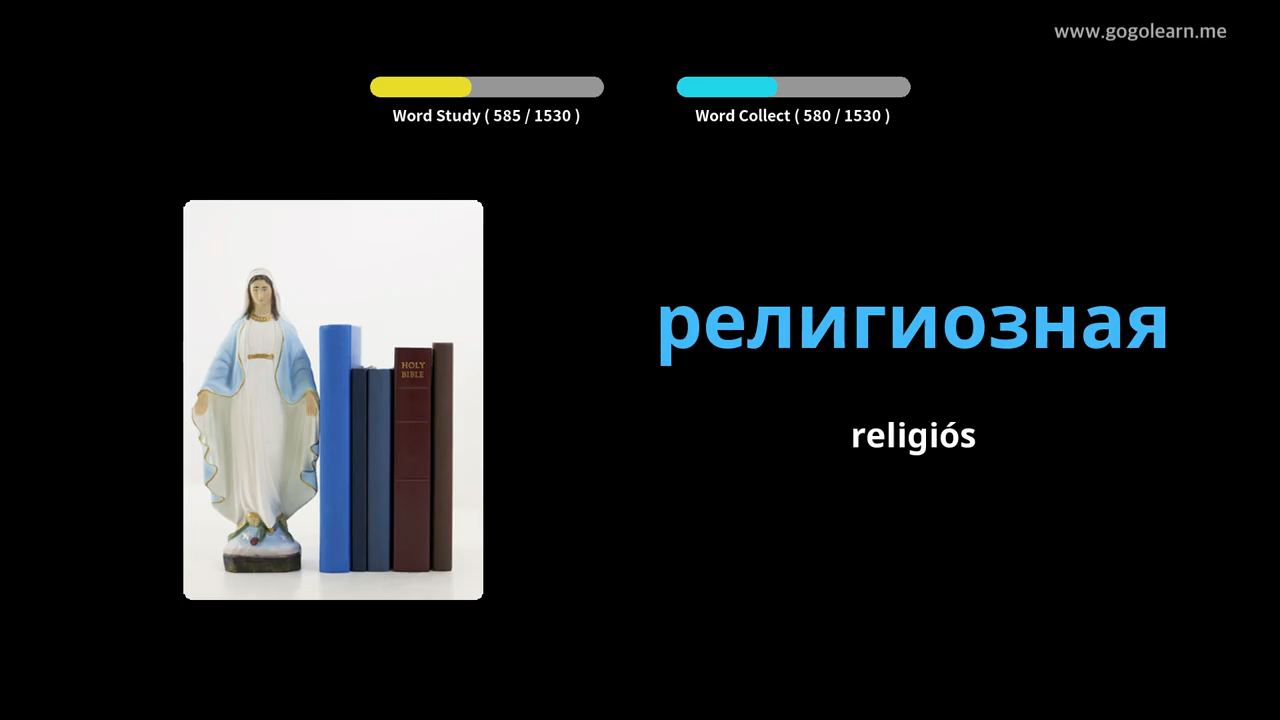 www.gogolearn.me
Word Study ( 585 / 1530 )
Word Collect ( 580 / 1530 )
HOLY
BIBLE
религиозная
religiós